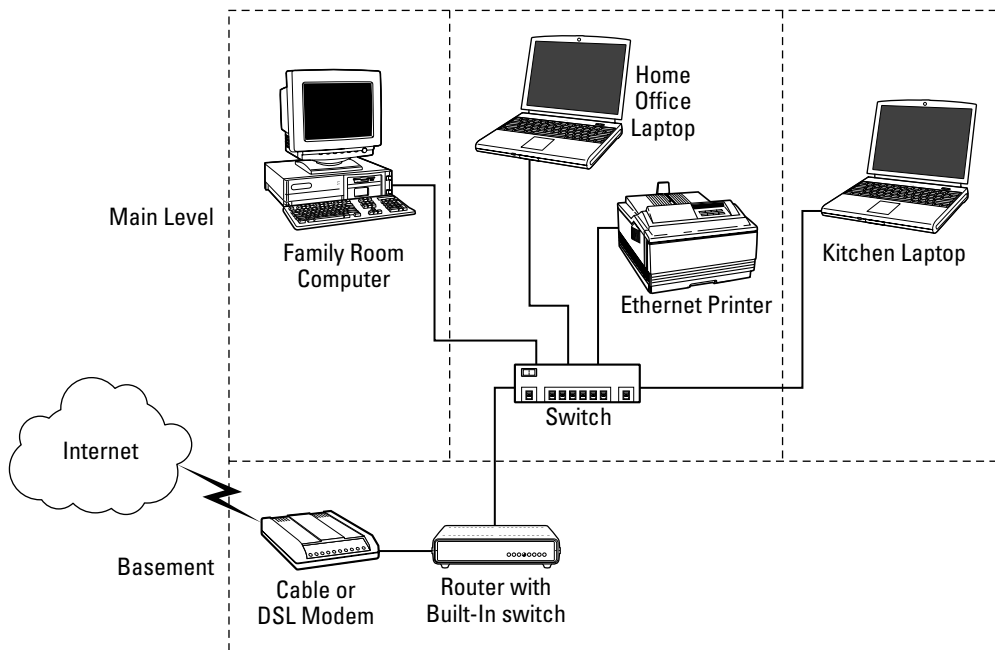 Home
Office
Laptop
Main Level
Family Room
Computer
Kitchen Laptop
Ethernet Printer
Switch
Internet
Basement
Cable or
DSL Modem
Router with
Built-In switch